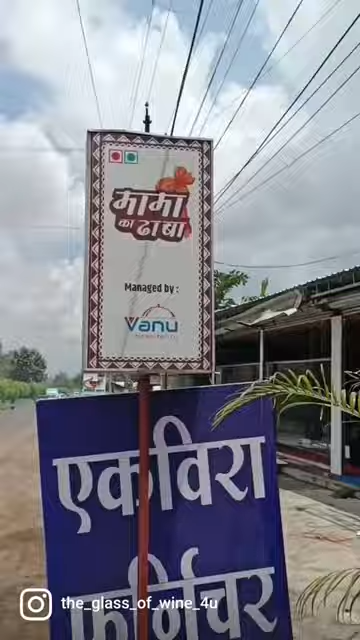 मामा
का ढाबा
Managed by :
Vanu
एकविरा
फर्निचर
the_glass_of_wine_4u